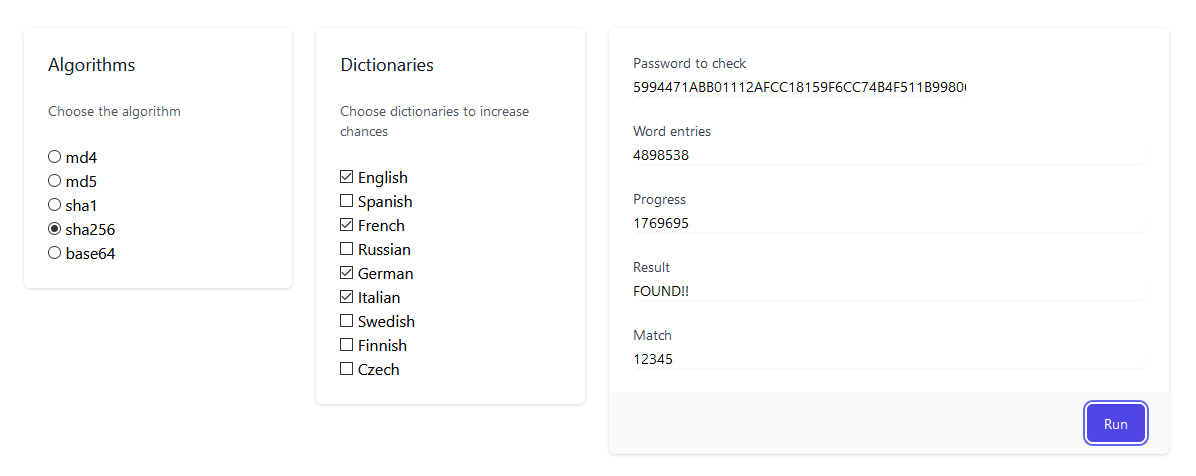 Algorithms
Choose the algorithm
md4
md5
sha1
sha256
base64
Dictionaries
Choose dictionaries to increase
chances
English
Spanish
French
Russian
German
Italian
Swedish
Finnish
Czech
Password to check
5994471ABB01112AFCC18159F6CC74B4F511B9980
Word entries
4898538
Progress
1769695
Result
FOUND!!
Match
12345
Run